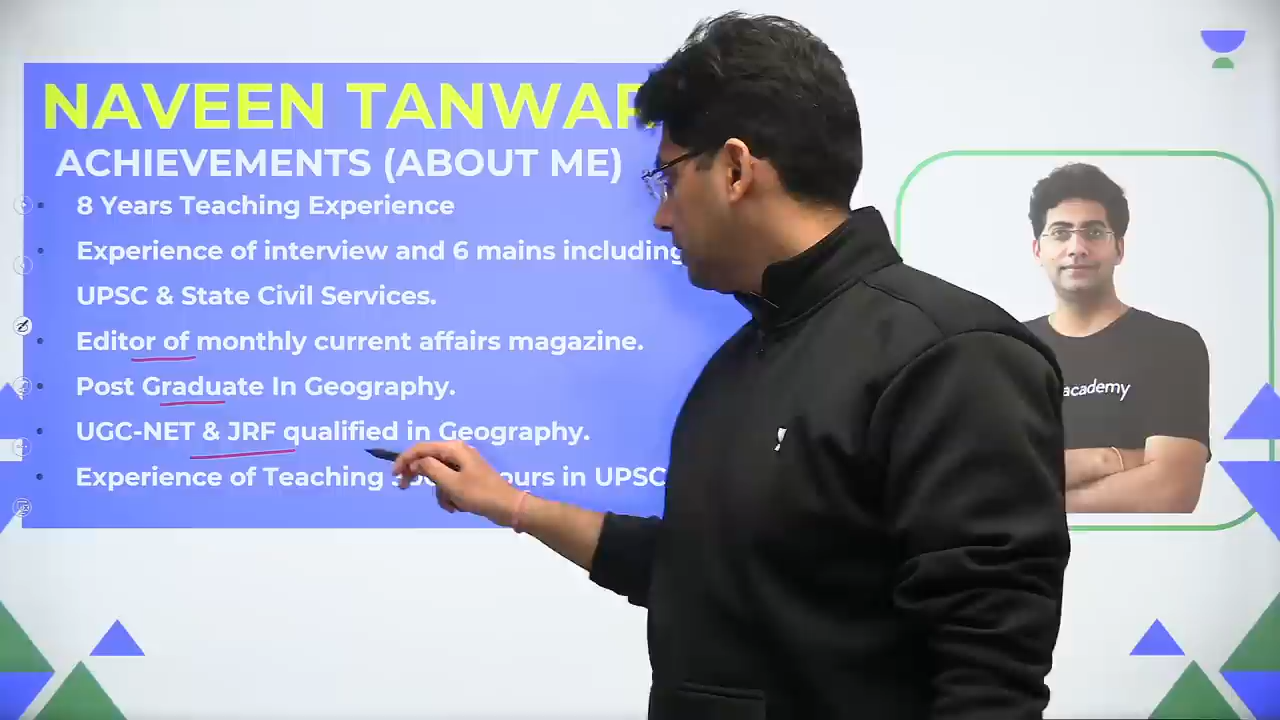 NAVEEN TANWAR
ACHIEVEMENTS (ABOUT ME)
• 8 Years Teaching Experience
• Experience of interview and 6 mains including
UPSC & State Civil Services.
• Editor of monthly current affairs magazine.
• Post Graduate In Geography.
• UGC-NET & JRF qualified in Geography.
• Experience of Teaching ours in UPSC
academy